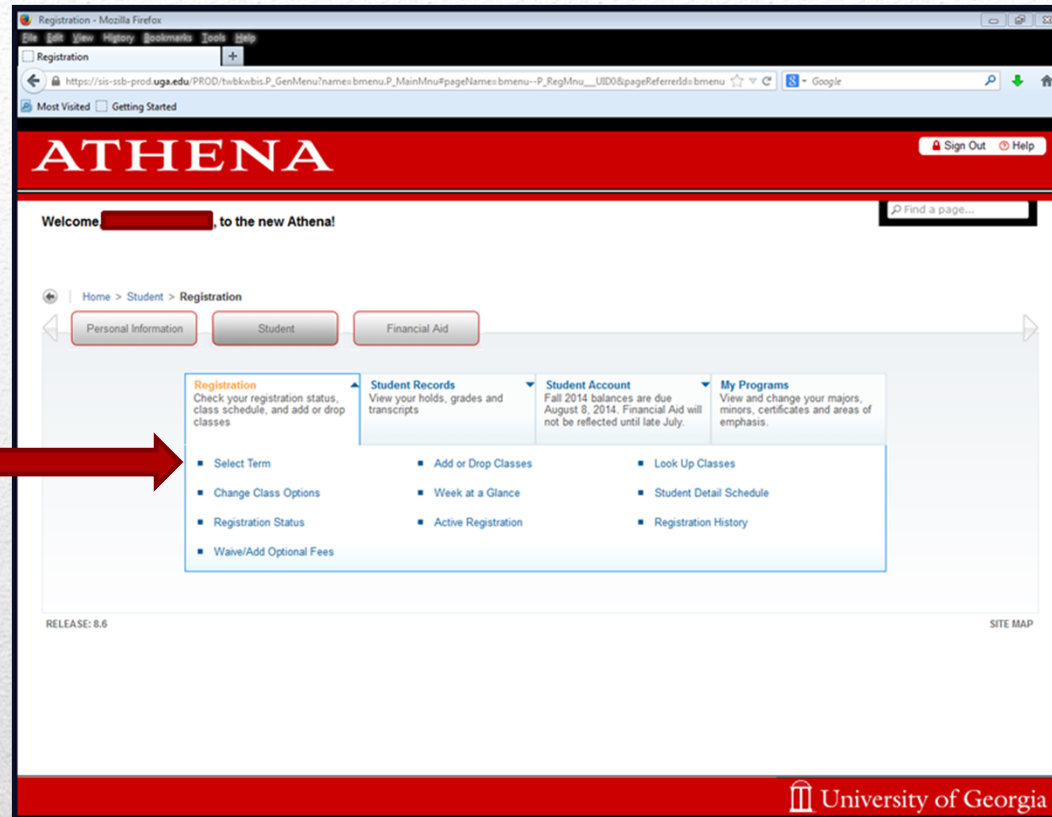 Registration - Mozilla Firefox
File Edit View History Bookmarks Tools Help
Registration +
https://sis-ssb-prod.uga.edu/PROD/twbkwbis.P_GenMenu?name=bmenu.P_MainMnu#pageName=bmenu--P_RegMnu___UID0&pageReferrerId=bmenu
8 - Google
Most Visited Getting Started
ATHENA
Sign Out ? Help
Welcome, , to the new Athena!
Find a page...
Home > Student > Registration
Personal Information Student Financial Aid
Registration
Check your registration status,
class schedule, and add or drop
classes
Student Records
View your holds, grades and
transcripts
Student Account
Fall 2014 balances are due
August 8, 2014. Financial Aid will
not be reflected until late July.
My Programs
View and change your majors,
minors, certificates and areas of
emphasis.
Select Term Add or Drop Classes Look Up Classes
Change Class Options Week at a Glance Student Detail Schedule
Registration Status Active Registration Registration History
Waive/Add Optional Fees
RELEASE: 8.6 SITE MAP
University of Georgia